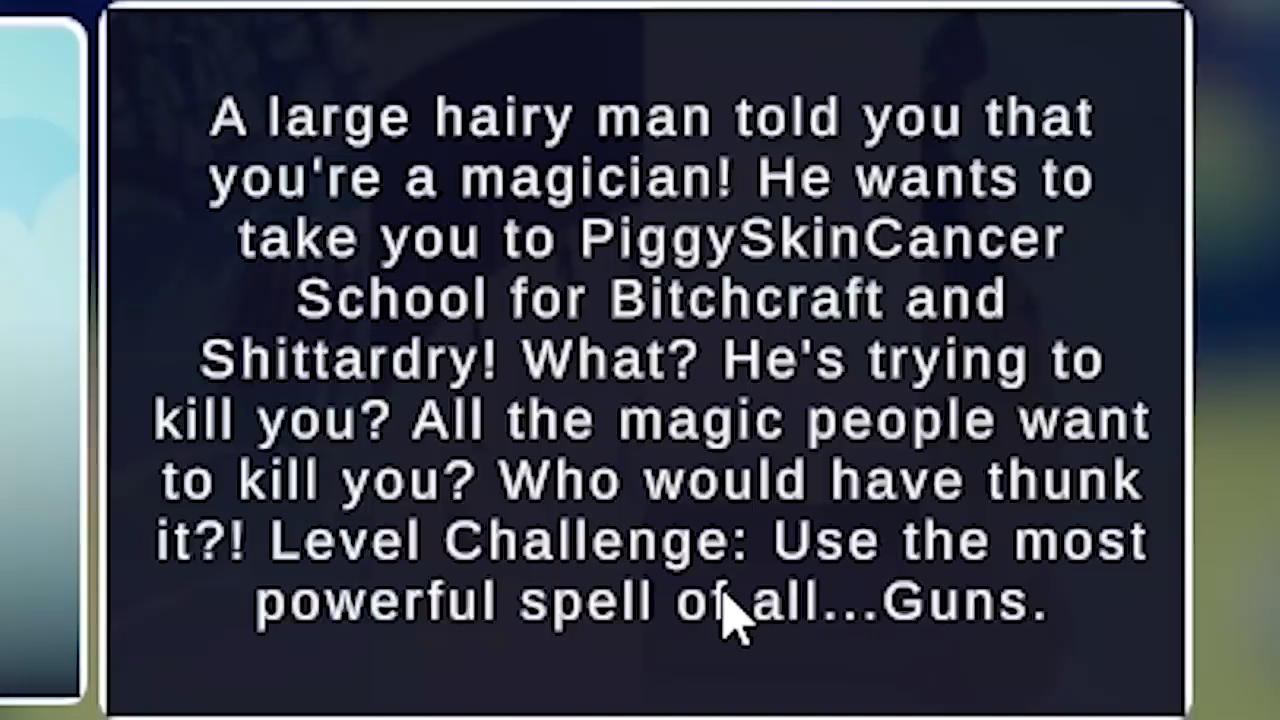 A large hairy man told you that
you're a magician! He wants to
take you to PiggySkinCancer
School for Bitchcraft and
Shittardry! What? He's trying to
kill you? All the magic people want
to kill you? Who would have thunk
it?! Level Challenge: Use the most
powerful spell of all...Guns.